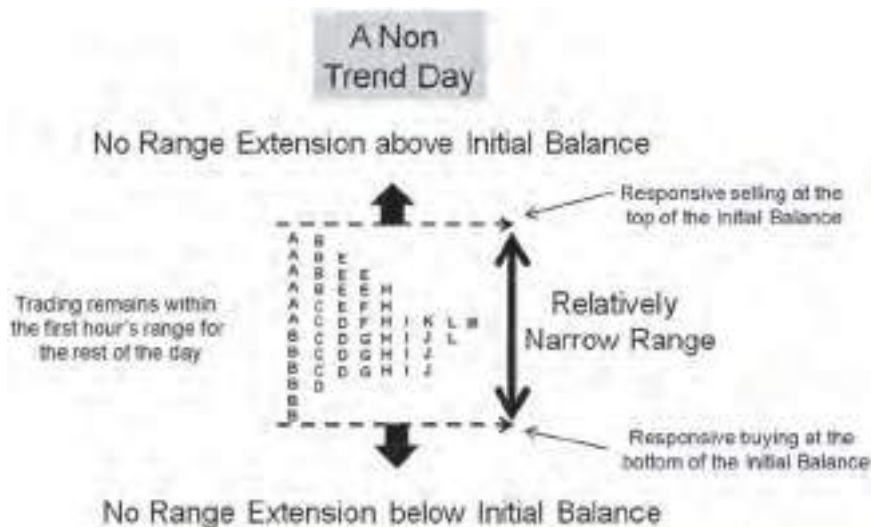 A Non
Trend Day
No Range Extension above Initial Balance
Responsive selling at the
top of the Initial Balance
A B
A B E
A B E E
A B E E H
A C E F H
A C D F H I K L M
B C D G H I J L
B C D G H I J
B C D G H I J
B D
B
B
Trading remains within
the first hour's range for
the rest of the day
Relatively
Narrow Range
Responsive buying at the
bottom of the Initial Balance
No Range Extension below Initial Balance